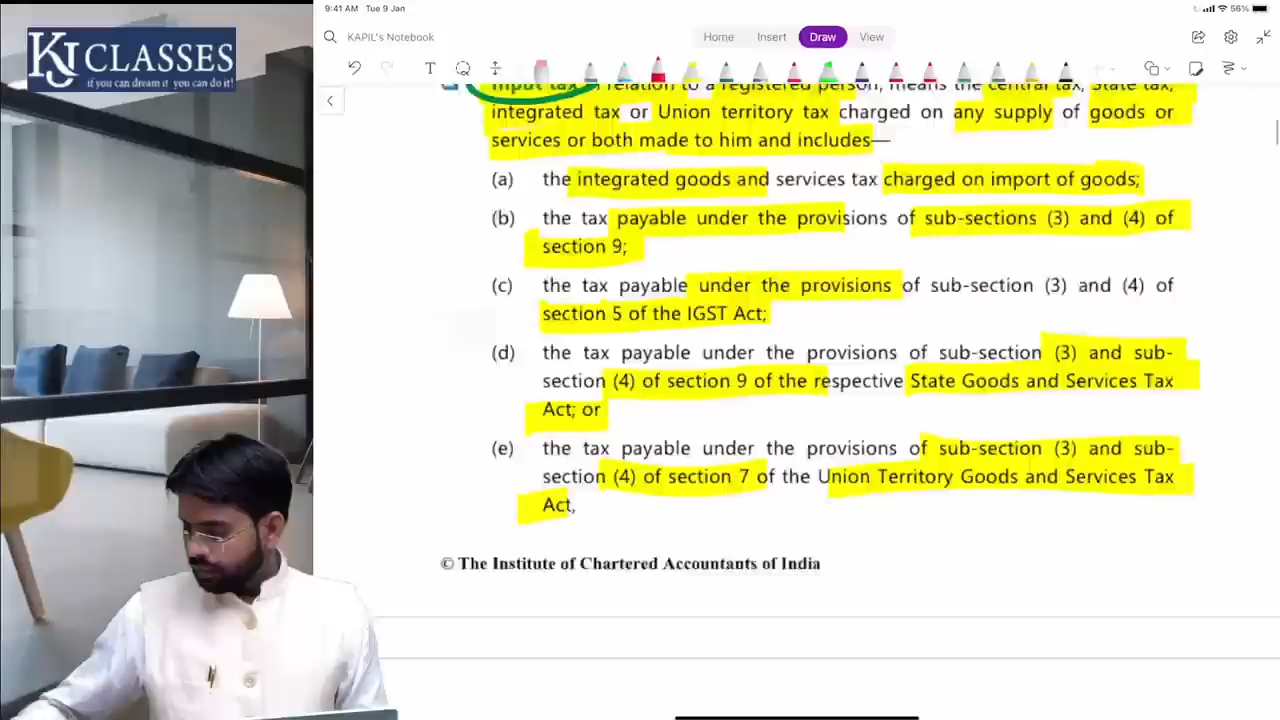 9:41 AM Tue 9 Jan
56%
KJ CLASSES
if you can dream it you can do it!
KAPIL's Notebook
Home Insert Draw View
Input tax in relation to a registered person, means the central tax, State tax,
integrated tax or Union territory tax charged on any supply of goods or
services or both made to him and includes—
(a) the integrated goods and services tax charged on import of goods;
(b) the tax payable under the provisions of sub-sections (3) and (4) of
section 9;
(c) the tax payable under the provisions of sub-section (3) and (4) of
section 5 of the IGST Act;
(d) the tax payable under the provisions of sub-section (3) and sub-
section (4) of section 9 of the respective State Goods and Services Tax
Act; or
(e) the tax payable under the provisions of sub-section (3) and sub-
section (4) of section 7 of the Union Territory Goods and Services Tax
Act,
© The Institute of Chartered Accountants of India